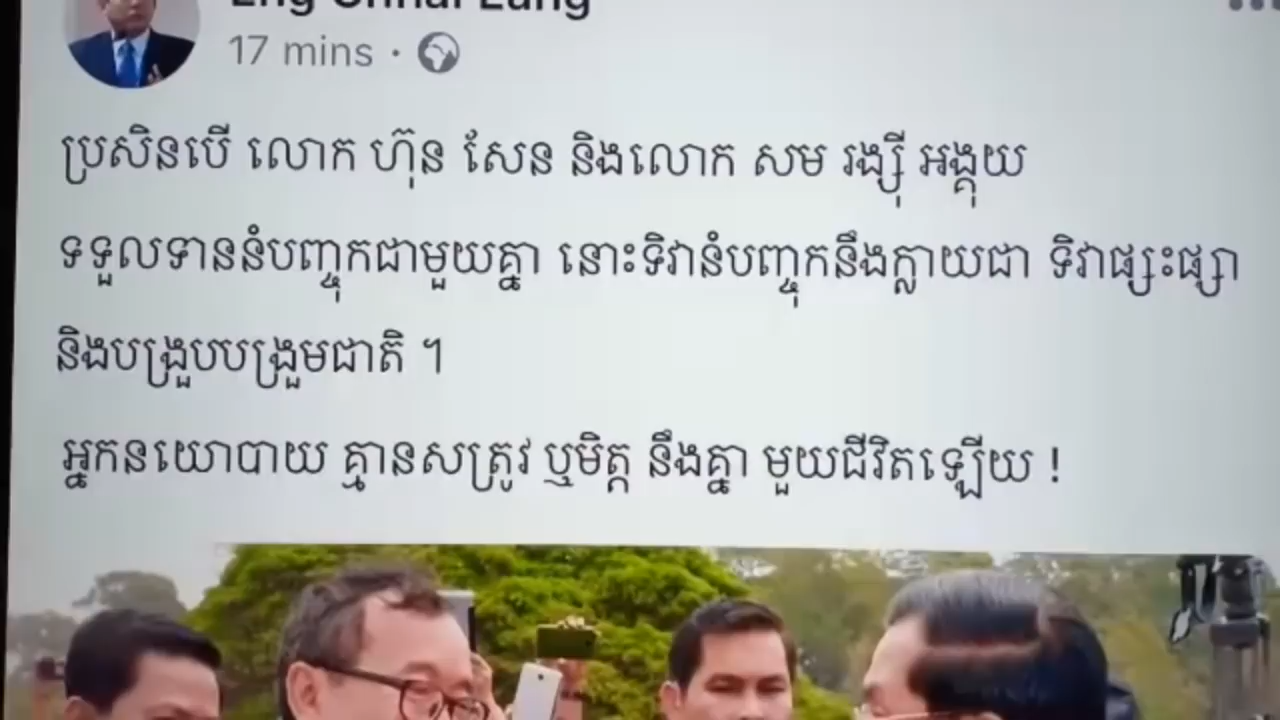 Eng Chhai Eang
17 mins ·
ប្រសិនបើ លោក ហ៊ុន សែន និងលោក សម រង្ស៊ី អង្គុយ
ទទួលទាននំបញ្ចុកជាមួយគ្នា នោះទិវានំបញ្ចុកនឹងក្លាយជា ទិវាផ្សះផ្សា
និងបង្រួបបង្រួមជាតិ ។
អ្នកនយោបាយ គ្មានសត្រូវ ឬមិត្ត នឹងគ្នា មួយជីវិតឡើយ !